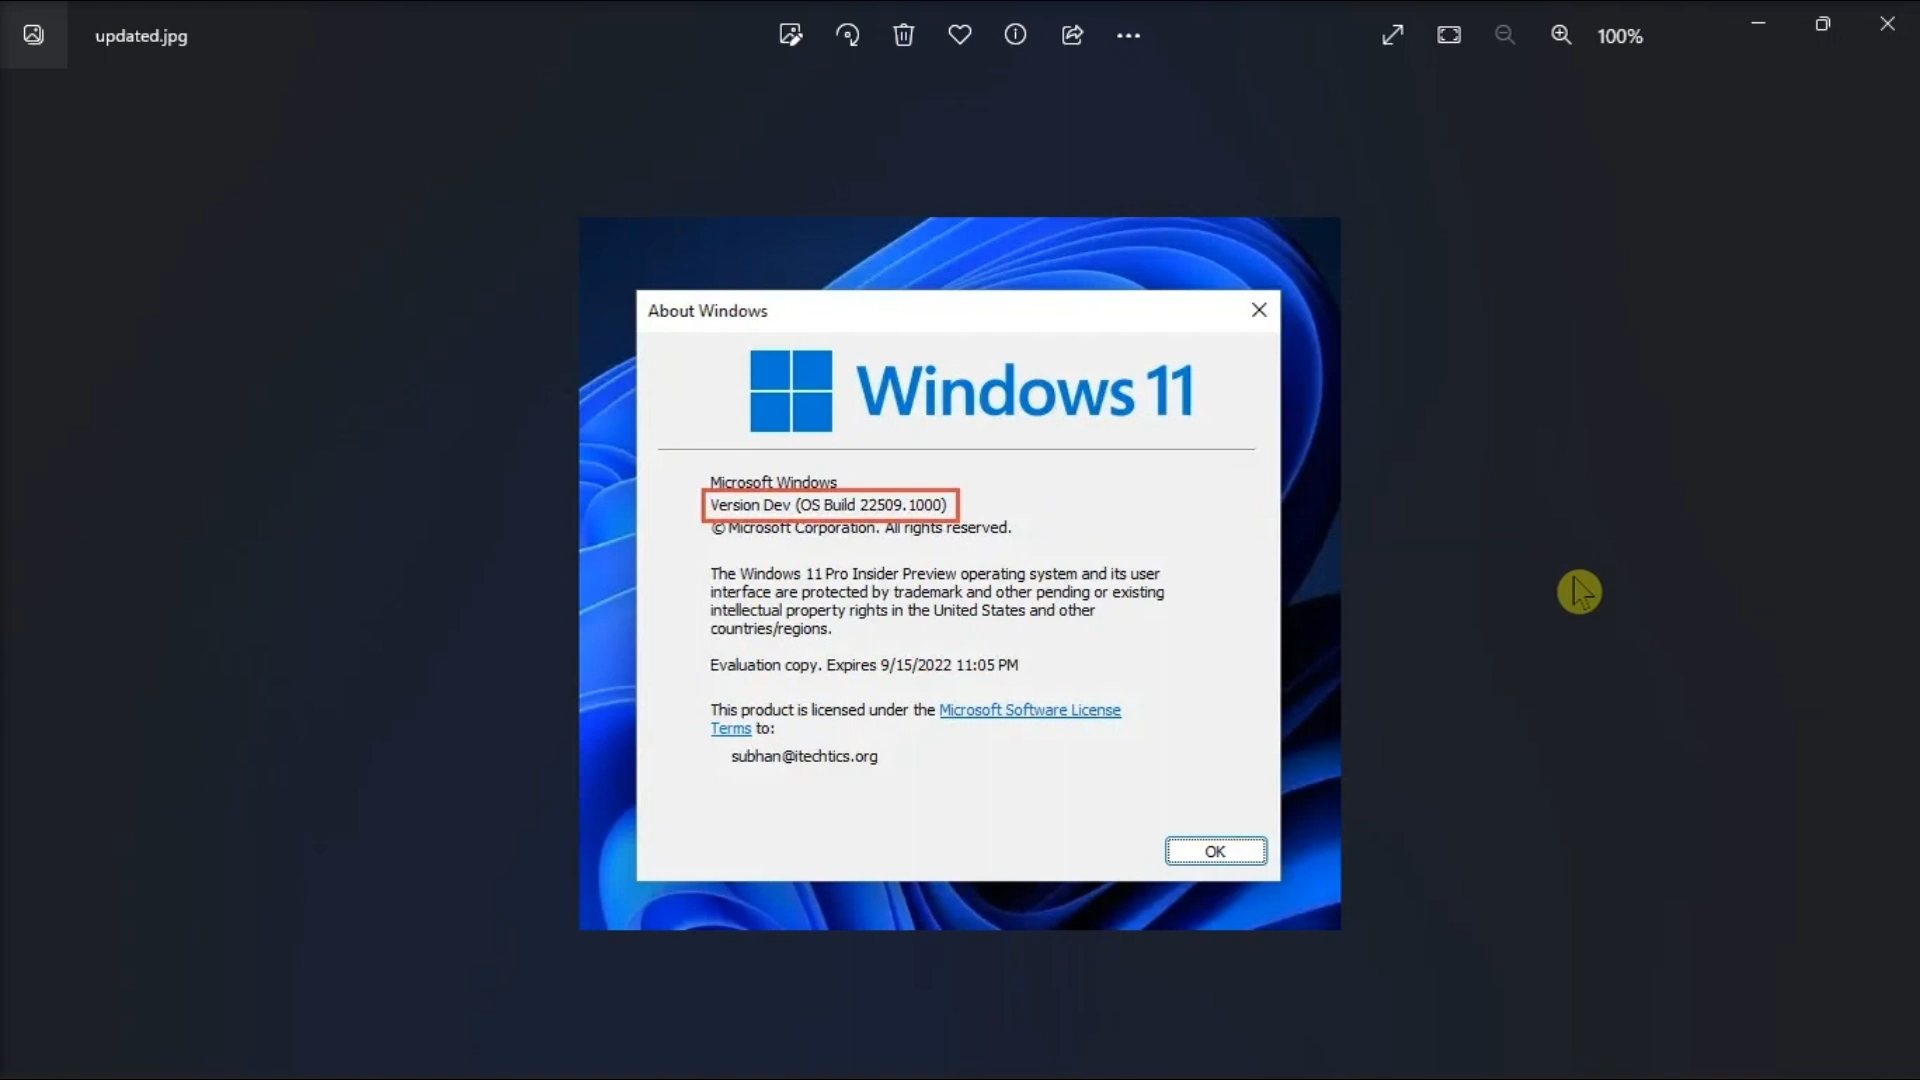 updated.jpg
100%
About Windows
Windows 11
Microsoft Windows
Version Dev (OS Build 22509.1000)
© Microsoft Corporation. All rights reserved.
The Windows 11 Pro Insider Preview operating system and its user
interface are protected by trademark and other pending or existing
intellectual property rights in the United States and other
countries/regions.
Evaluation copy. Expires 9/15/2022 11:05 PM
This product is licensed under the Microsoft Software License
Terms to:
subhan@itechtics.org
OK